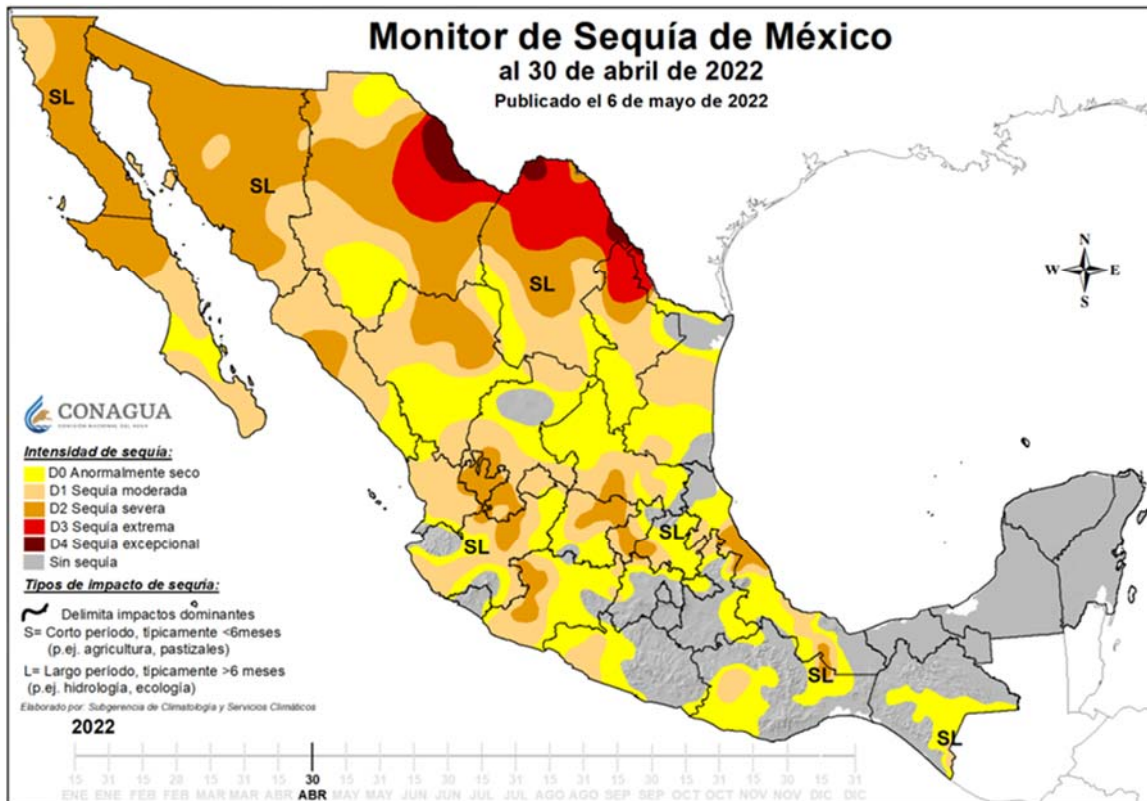 Monitor de Sequía de México
al 30 de abril de 2022
Publicado el 6 de mayo de 2022
SL
SL
SL
SL
SL
SL
SL
N
W E
S
CONAGUA
COMISIÓN NACIONAL DEL AGUA
Intensidad de sequía:
D0 Anormalmente seco
D1 Sequía moderada
D2 Sequía severa
D3 Sequía extrema
D4 Sequía excepcional
Sin sequía
Tipos de impacto de sequía:
Delimita impactos dominantes
S= Corto período, típicamente <6meses
(p.ej. agricultura, pastizales)
L= Largo período, típicamente >6 meses
(p.ej. hidrología, ecología)
Elaborado por: Subgerencia de Climatología y Servicios Climáticos
2022
15 31 15 28 15 31 15 30 15 31 15 30 15 31 15 31 15 30 15 31 15 30 15 31
ENE ENE FEB FEB MAR MAR ABR ABR MAY MAY JUN JUN JUL JUL AGO AGO SEP SEP OCT OCT NOV NOV DIC DIC